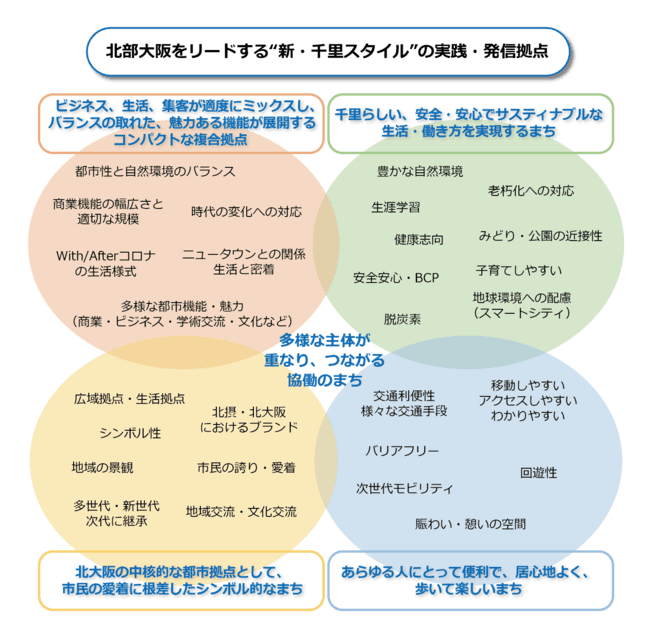 北部大阪をリードする“新・千里スタイル”の実践・発信拠点
ビジネス、生活、集客が適度にミックスし、
バランスの取れた、魅力ある機能が展開する
コンパクトな複合拠点
千里らしい、安全・安心でサスティナブルな
生活・働き方を実現するまち
都市性と自然環境のバランス
商業機能の幅広さと
適切な規模
時代の変化への対応
With/Afterコロナ
の生活様式
ニュータウンとの関係
生活と密着
多様な都市機能・魅力
（商業・ビジネス・学術交流・文化など）
豊かな自然環境
老朽化への対応
生涯学習
健康志向
みどり・公園の近接性
安全安心・BCP
子育てしやすい
地球環境への配慮
（スマートシティ）
脱炭素
多様な主体が
重なり、つながる
協働のまち
広域拠点・生活拠点
北摂・北大阪
におけるブランド
シンボル性
地域の景観
市民の誇り・愛着
多世代・新世代
次代に継承
地域交流・文化交流
交通利便性
様々な交通手段
移動しやすい
アクセスしやすい
わかりやすい
バリアフリー
回遊性
次世代モビリティ
賑わい・憩いの空間
北大阪の中核的な都市拠点として、
市民の愛着に根差したシンボル的なまち
あらゆる人にとって便利で、居心地よく、
歩いて楽しいまち